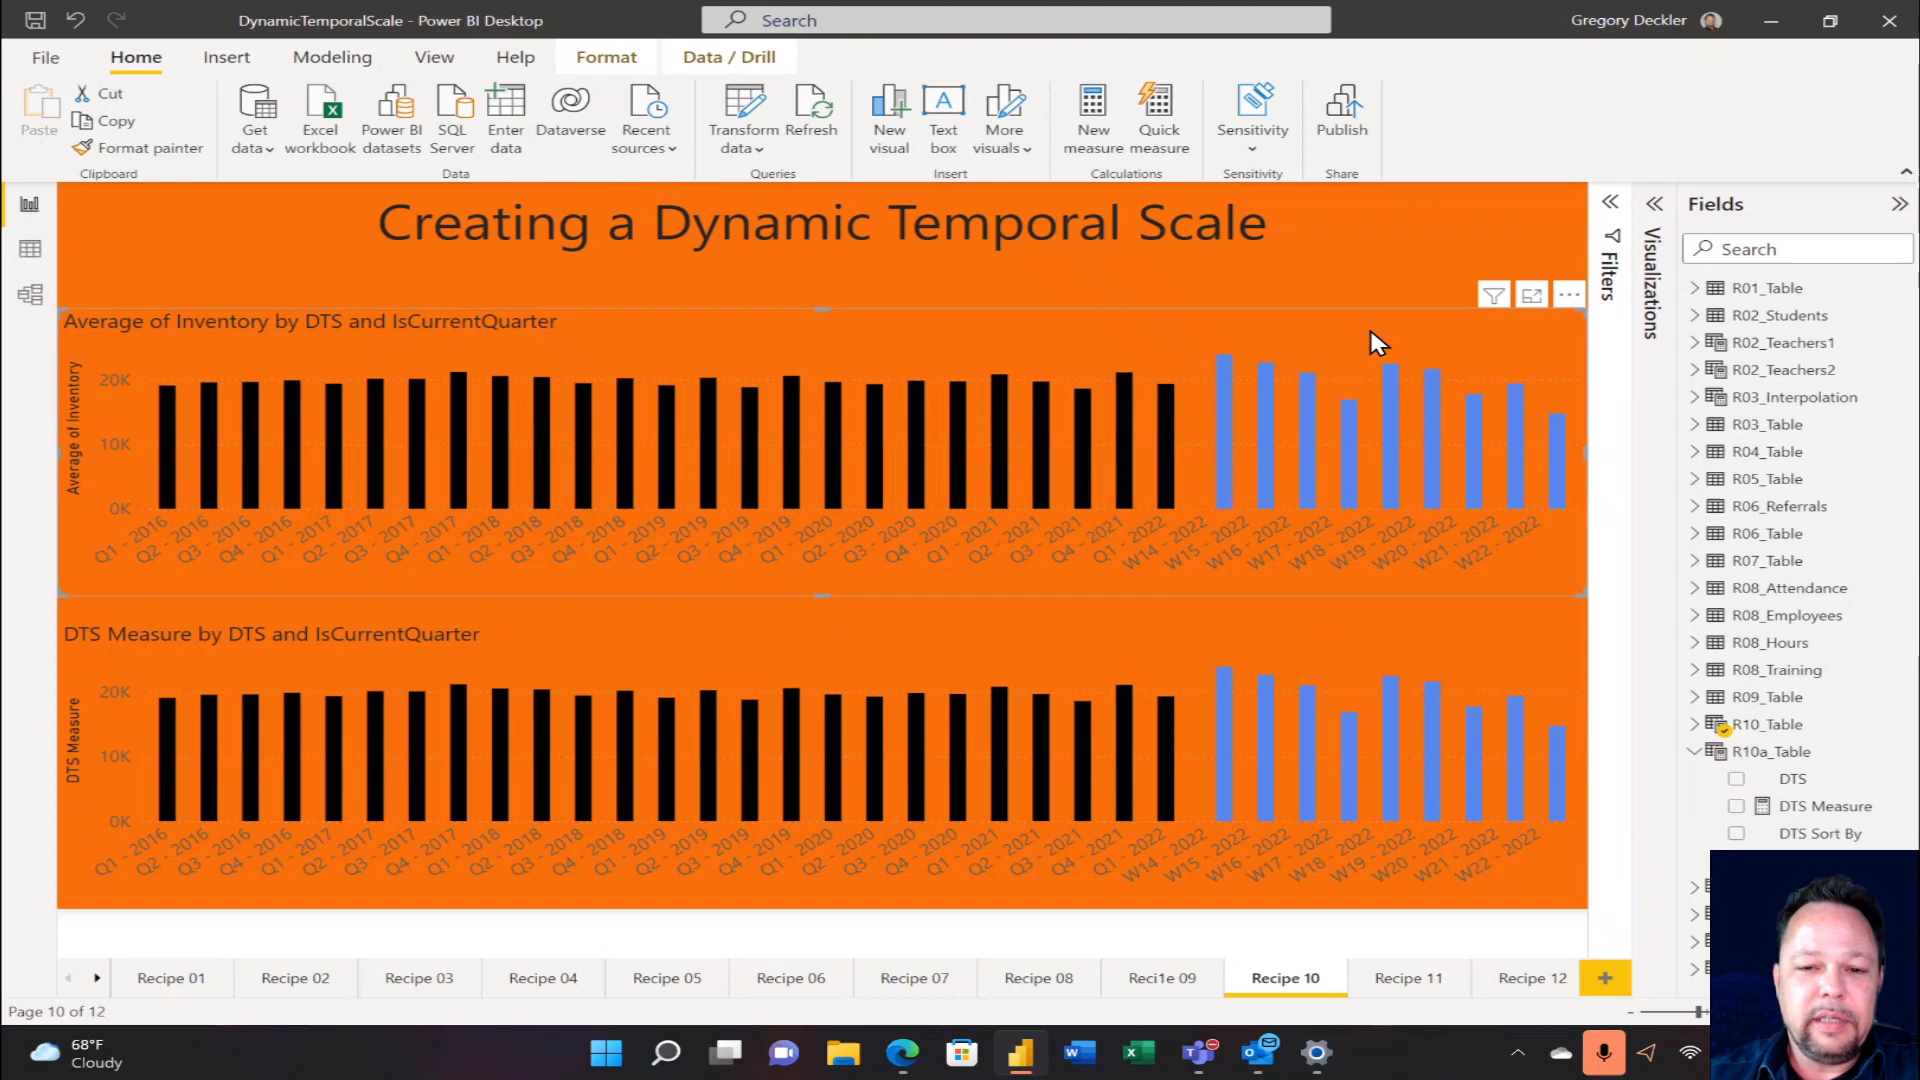 DynamicTemporalScale - Power BI Desktop
Search
Gregory Deckler
File
Home
Insert
Modeling
View
Help
Format
Data / Drill
Paste
Cut
Copy
Format painter
Clipboard
Get data
Excel workbook
Power BI datasets
SQL Server
Enter data
Dataverse
Recent sources
Data
Transform data
Refresh
Queries
New visual
Text box
More visuals
Insert
New measure
Quick measure
Calculations
Sensitivity
Sensitivity
Publish
Share
Creating a Dynamic Temporal Scale
Average of Inventory by DTS and IsCurrentQuarter
Average of Inventory
20K
10K
0K
Q1 - 2016
Q2 - 2016
Q3 - 2016
Q4 - 2016
Q1 - 2017
Q2 - 2017
Q3 - 2017
Q4 - 2017
Q1 - 2018
Q2 - 2018
Q3 - 2018
Q4 - 2018
Q1 - 2019
Q2 - 2019
Q3 - 2019
Q4 - 2019
Q1 - 2020
Q2 - 2020
Q3 - 2020
Q4 - 2020
Q1 - 2021
Q2 - 2021
Q3 - 2021
Q4 - 2021
Q1 - 2022
W14 - 2022
W15 - 2022
W16 - 2022
W17 - 2022
W18 - 2022
W19 - 2022
W20 - 2022
W21 - 2022
W22 - 2022
DTS Measure by DTS and IsCurrentQuarter
DTS Measure
20K
10K
0K
Q1 - 2016
Q2 - 2016
Q3 - 2016
Q4 - 2016
Q1 - 2017
Q2 - 2017
Q3 - 2017
Q4 - 2017
Q1 - 2018
Q2 - 2018
Q3 - 2018
Q4 - 2018
Q1 - 2019
Q2 - 2019
Q3 - 2019
Q4 - 2019
Q1 - 2020
Q2 - 2020
Q3 - 2020
Q4 - 2020
Q1 - 2021
Q2 - 2021
Q3 - 2021
Q4 - 2021
Q1 - 2022
W14 - 2022
W15 - 2022
W16 - 2022
W17 - 2022
W18 - 2022
W19 - 2022
W20 - 2022
W21 - 2022
W22 - 2022
Filters
Visualizations
Fields
Search
R01_Table
R02_Students
R02_Teachers1
R02_Teachers2
R03_Interpolation
R03_Table
R04_Table
R05_Table
R06_Referrals
R06_Table
R07_Table
R08_Attendance
R08_Employees
R08_Hours
R08_Training
R09_Table
R10_Table
R10a_Table
DTS
DTS Measure
DTS Sort By
Recipe 01
Recipe 02
Recipe 03
Recipe 04
Recipe 05
Recipe 06
Recipe 07
Recipe 08
Reci1e 09
Recipe 10
Recipe 11
Recipe 12
Page 10 of 12
68°F
Cloudy